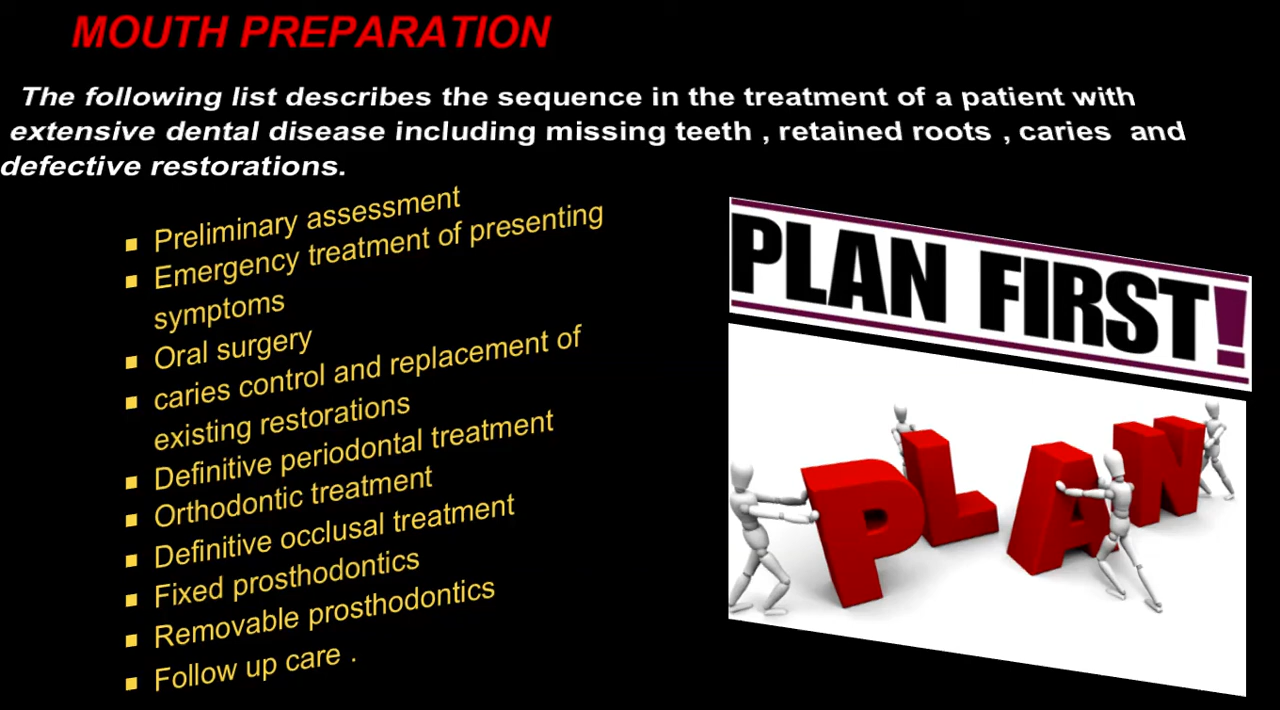 MOUTH PREPARATION
The following list describes the sequence in the treatment of a patient with
extensive dental disease including missing teeth , retained roots , caries and
defective restorations.
▪ Preliminary assessment
▪ Emergency treatment of presenting
symptoms
▪ Oral surgery
▪ caries control and replacement of
existing restorations
▪ Definitive periodontal treatment
▪ Orthodontic treatment
▪ Definitive occlusal treatment
▪ Fixed prosthodontics
▪ Removable prosthodontics
▪ Follow up care .
PLAN FIRST!
PLAN